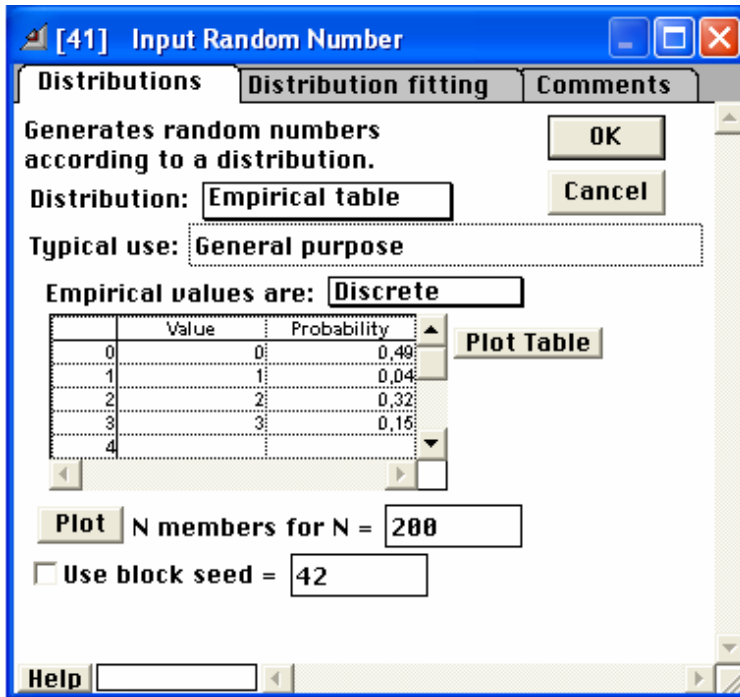 [41] Input Random Number
Distributions Distribution fitting Comments
Generates random numbers
according to a distribution.
OK
Cancel
Distribution: Empirical table
Typical use: General purpose
Empirical values are: Discrete
Value Probability
0 0 0,49
1 1 0,04
2 2 0,32
3 3 0,15
4
Plot Table
Plot N members for N = 200
Use block seed = 42
Help